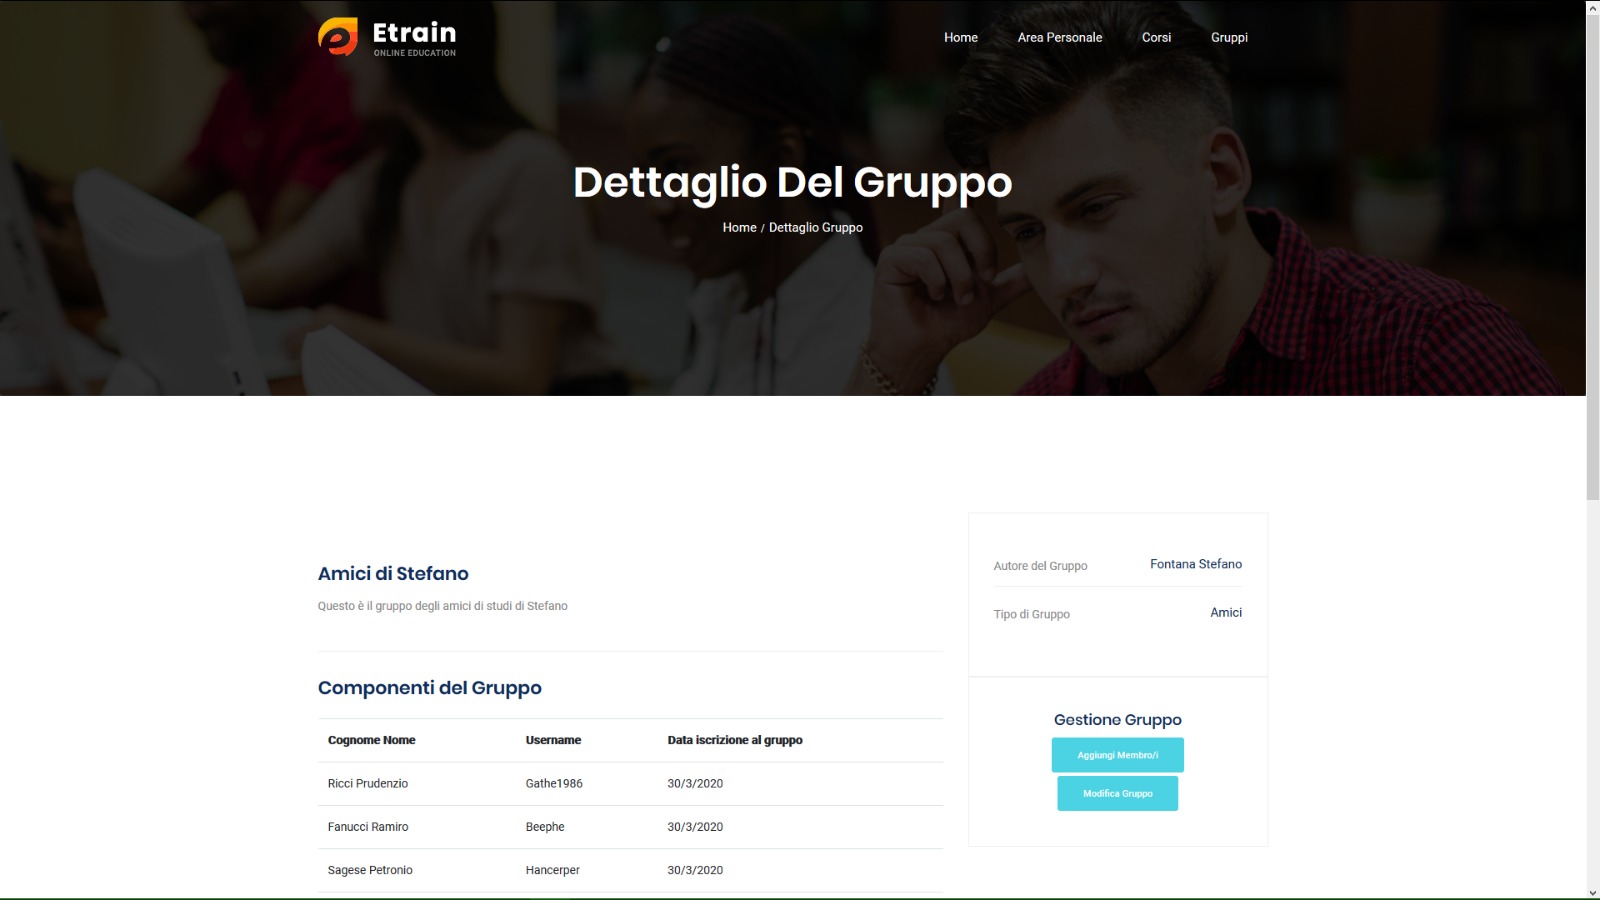 Etrain
ONLINE EDUCATION
Home Area Personale Corsi Gruppi
Dettaglio Del Gruppo
Home / Dettaglio Gruppo
Amici di Stefano
Questo è il gruppo degli amici di studi di Stefano
Componenti del Gruppo
Cognome Nome Username Data iscrizione al gruppo
Ricci Prudenzio Gathe1986 30/3/2020
Fanucci Ramiro Beephe 30/3/2020
Sagese Petronio Hancerper 30/3/2020
Autore del Gruppo Fontana Stefano
Tipo di Gruppo Amici
Gestione Gruppo
Aggiungi Membro/i
Modifica Gruppo